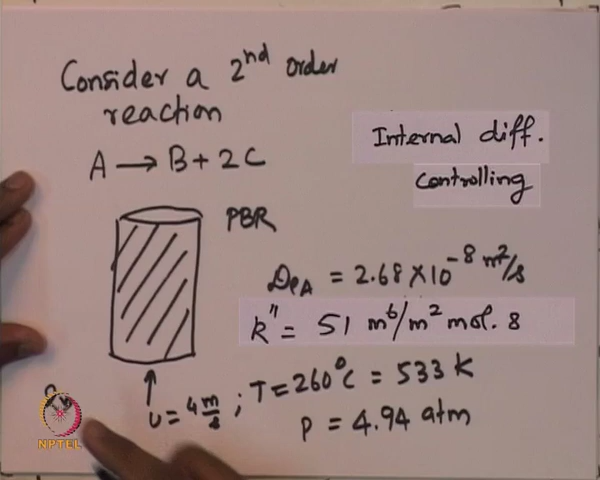 Consider a 2nd order
reaction
A → B + 2C
Internal diff.
Controlling
PBR
DeA = 2.68 × 10^-8 m²/s
k'' = 51 m⁶/m² mol. s
U = 4 m/s ; T = 260°C = 533 K
P = 4.94 atm
NPTEL